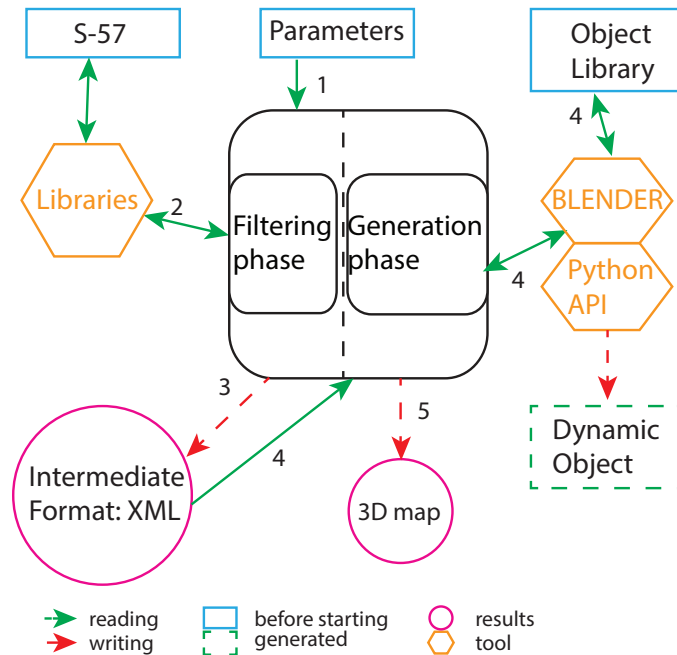 S-57
Parameters
Object
Library
1
4
Libraries
2
Filtering
phase
Generation
phase
BLENDER
4
Python
API
3
5
4
Intermediate
Format: XML
3D map
Dynamic
Object
reading
before starting
results
writing
generated
tool